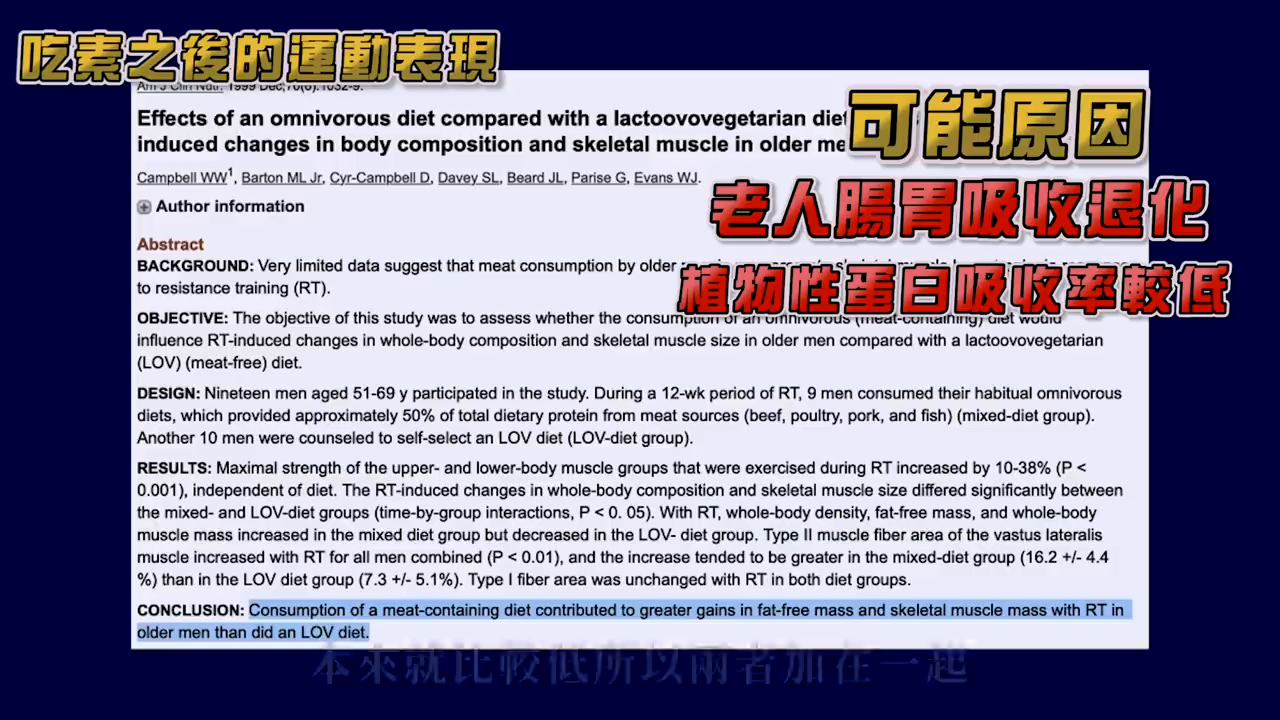 吃素之後的運動表現
Am J Clin Nutr. 1999 Dec;70(6):1032-9.
Effects of an omnivorous diet compared with a lactoovovegetarian diet
induced changes in body composition and skeletal muscle in older me
可能原因
Campbell WW1, Barton ML Jr, Cyr-Campbell D, Davey SL, Beard JL, Parise G, Evans WJ.
老人腸胃吸收退化
Author information
Abstract
BACKGROUND: Very limited data suggest that meat consumption by older
植物性蛋白吸收率較低
to resistance training (RT).
OBJECTIVE: The objective of this study was to assess whether the consumption of an omnivorous (meat-containing) diet would
influence RT-induced changes in whole-body composition and skeletal muscle size in older men compared with a lactoovovegetarian
(LOV) (meat-free) diet.
DESIGN: Nineteen men aged 51-69 y participated in the study. During a 12-wk period of RT, 9 men consumed their habitual omnivorous
diets, which provided approximately 50% of total dietary protein from meat sources (beef, poultry, pork, and fish) (mixed-diet group).
Another 10 men were counseled to self-select an LOV diet (LOV-diet group).
RESULTS: Maximal strength of the upper- and lower-body muscle groups that were exercised during RT increased by 10-38% (P <
0.001), independent of diet. The RT-induced changes in whole-body composition and skeletal muscle size differed significantly between
the mixed- and LOV-diet groups (time-by-group interactions, P < 0. 05). With RT, whole-body density, fat-free mass, and whole-body
muscle mass increased in the mixed diet group but decreased in the LOV- diet group. Type II muscle fiber area of the vastus lateralis
muscle increased with RT for all men combined (P < 0.01), and the increase tended to be greater in the mixed-diet group (16.2 +/- 4.4
%) than in the LOV diet group (7.3 +/- 5.1%). Type I fiber area was unchanged with RT in both diet groups.
CONCLUSION: Consumption of a meat-containing diet contributed to greater gains in fat-free mass and skeletal muscle mass with RT in
older men than did an LOV diet.
本來就比較低所以兩者加在一起